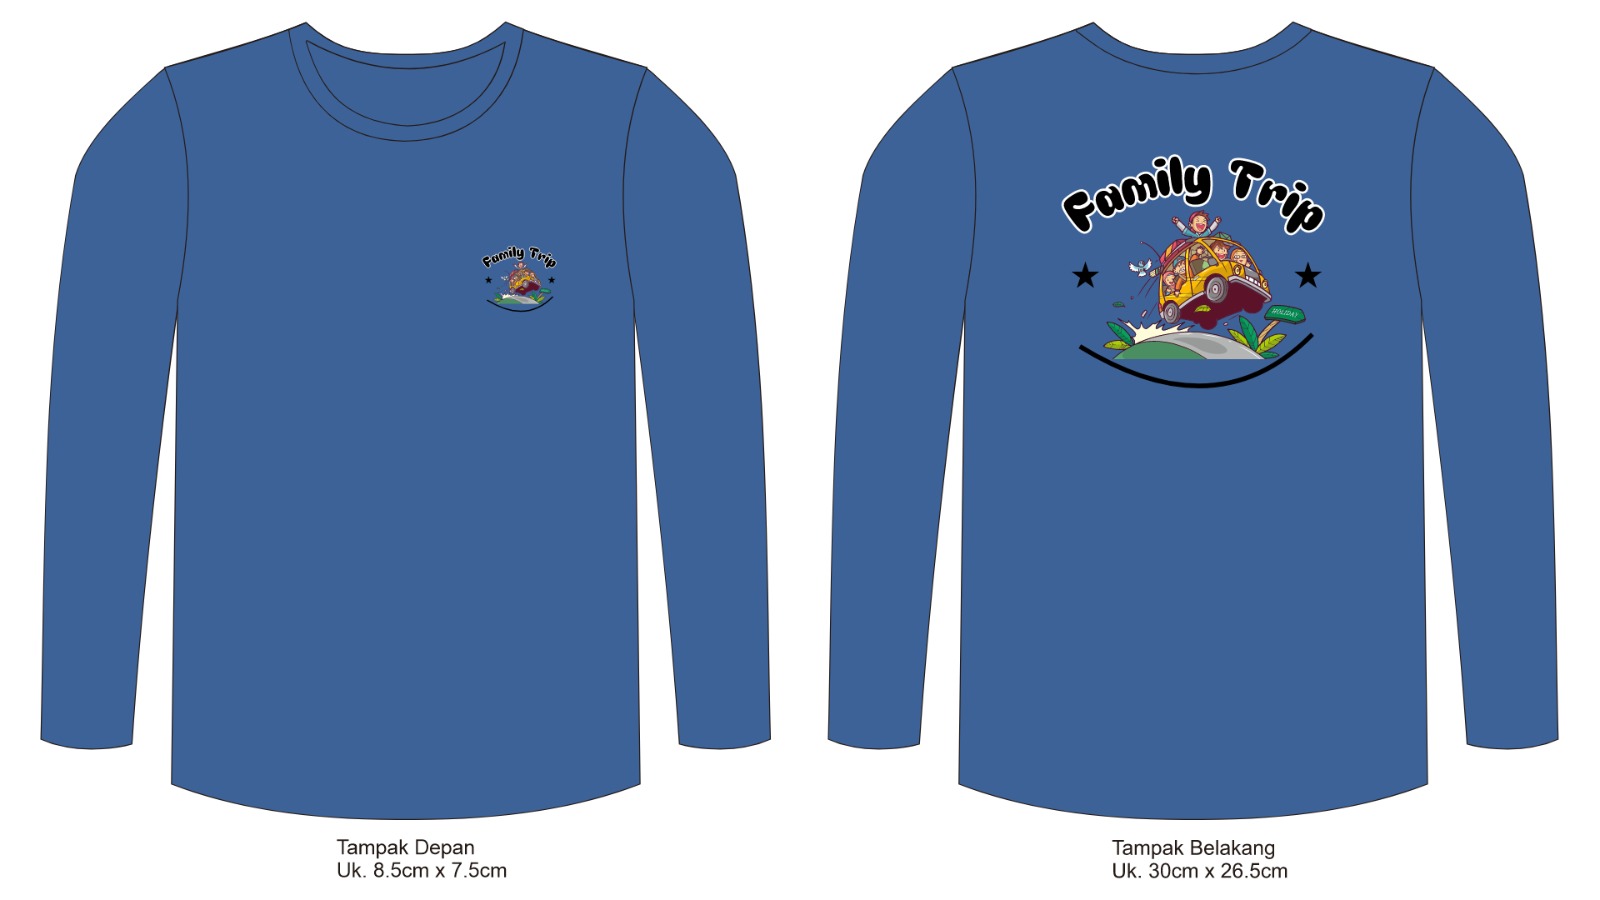 Family Trip
Family Trip
HOLIDAY
Tampak Depan
Uk. 8.5cm x 7.5cm
Tampak Belakang
Uk. 30cm x 26.5cm